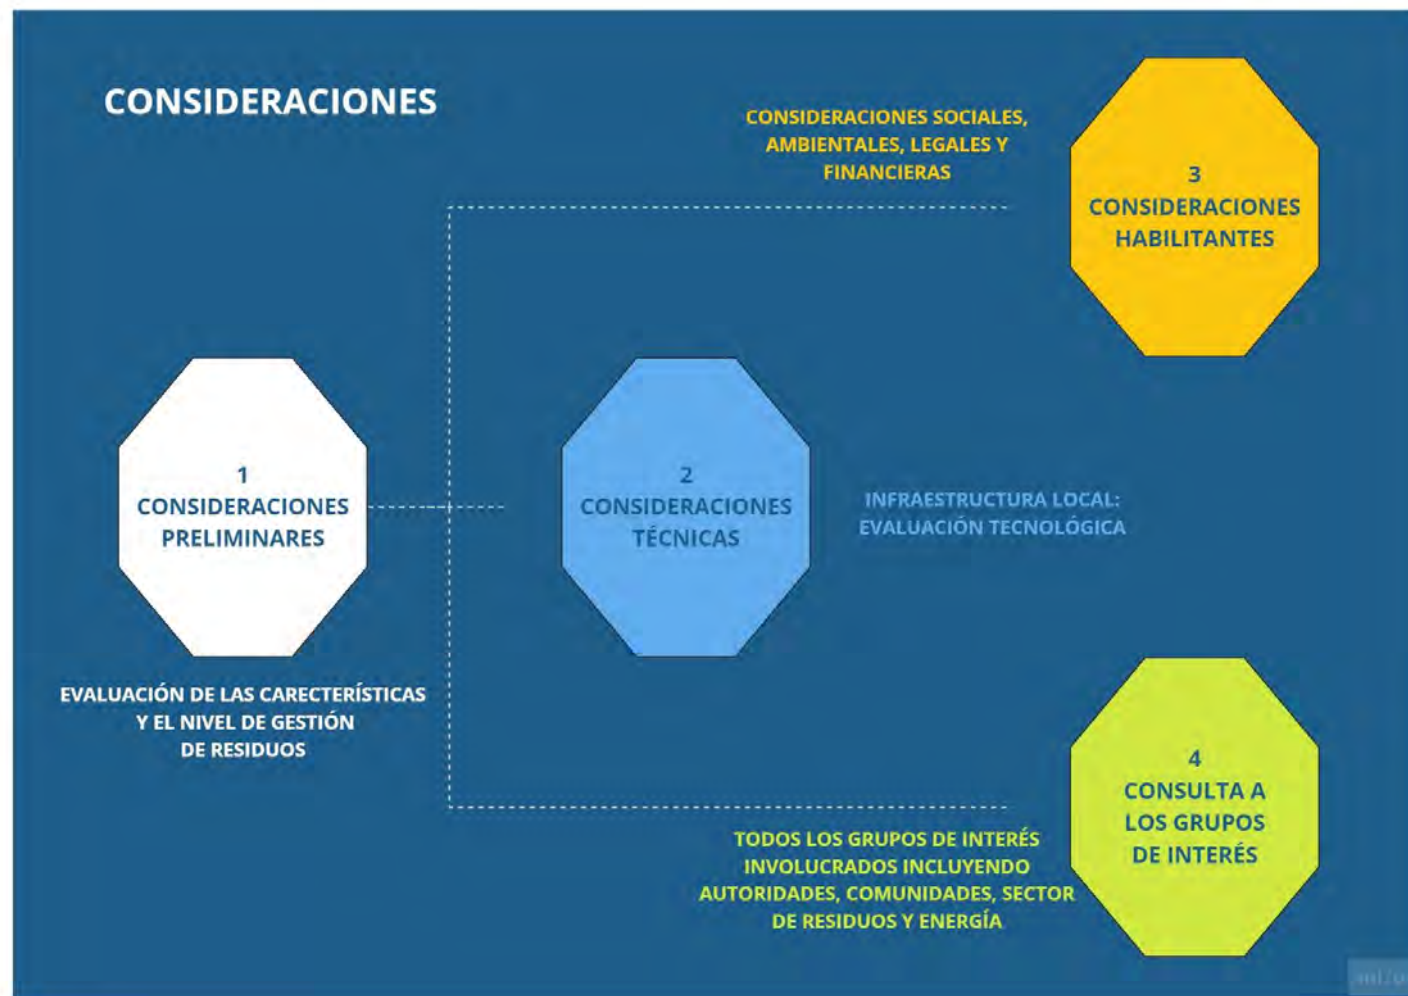 CONSIDERACIONES
CONSIDERACIONES SOCIALES,
AMBIENTALES, LEGALES Y
FINANCIERAS
3
CONSIDERACIONES
HABILITANTES
1
CONSIDERACIONES
PRELIMINARES
EVALUACIÓN DE LAS CARECTERÍSTICAS
Y EL NIVEL DE GESTIÓN
DE RESIDUOS
2
CONSIDERACIONES
TÉCNICAS
INFRAESTRUCTURA LOCAL:
EVALUACIÓN TECNOLÓGICA
4
CONSULTA A
LOS GRUPOS
DE INTERÉS
TODOS LOS GRUPOS DE INTERÉS
INVOLUCRADOS INCLUYENDO
AUTORIDADES, COMUNIDADES, SECTOR
DE RESIDUOS Y ENERGÍA